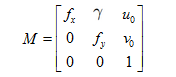 M = [ f_x γ u_0
0 f_y v_0
0 0 1 ]